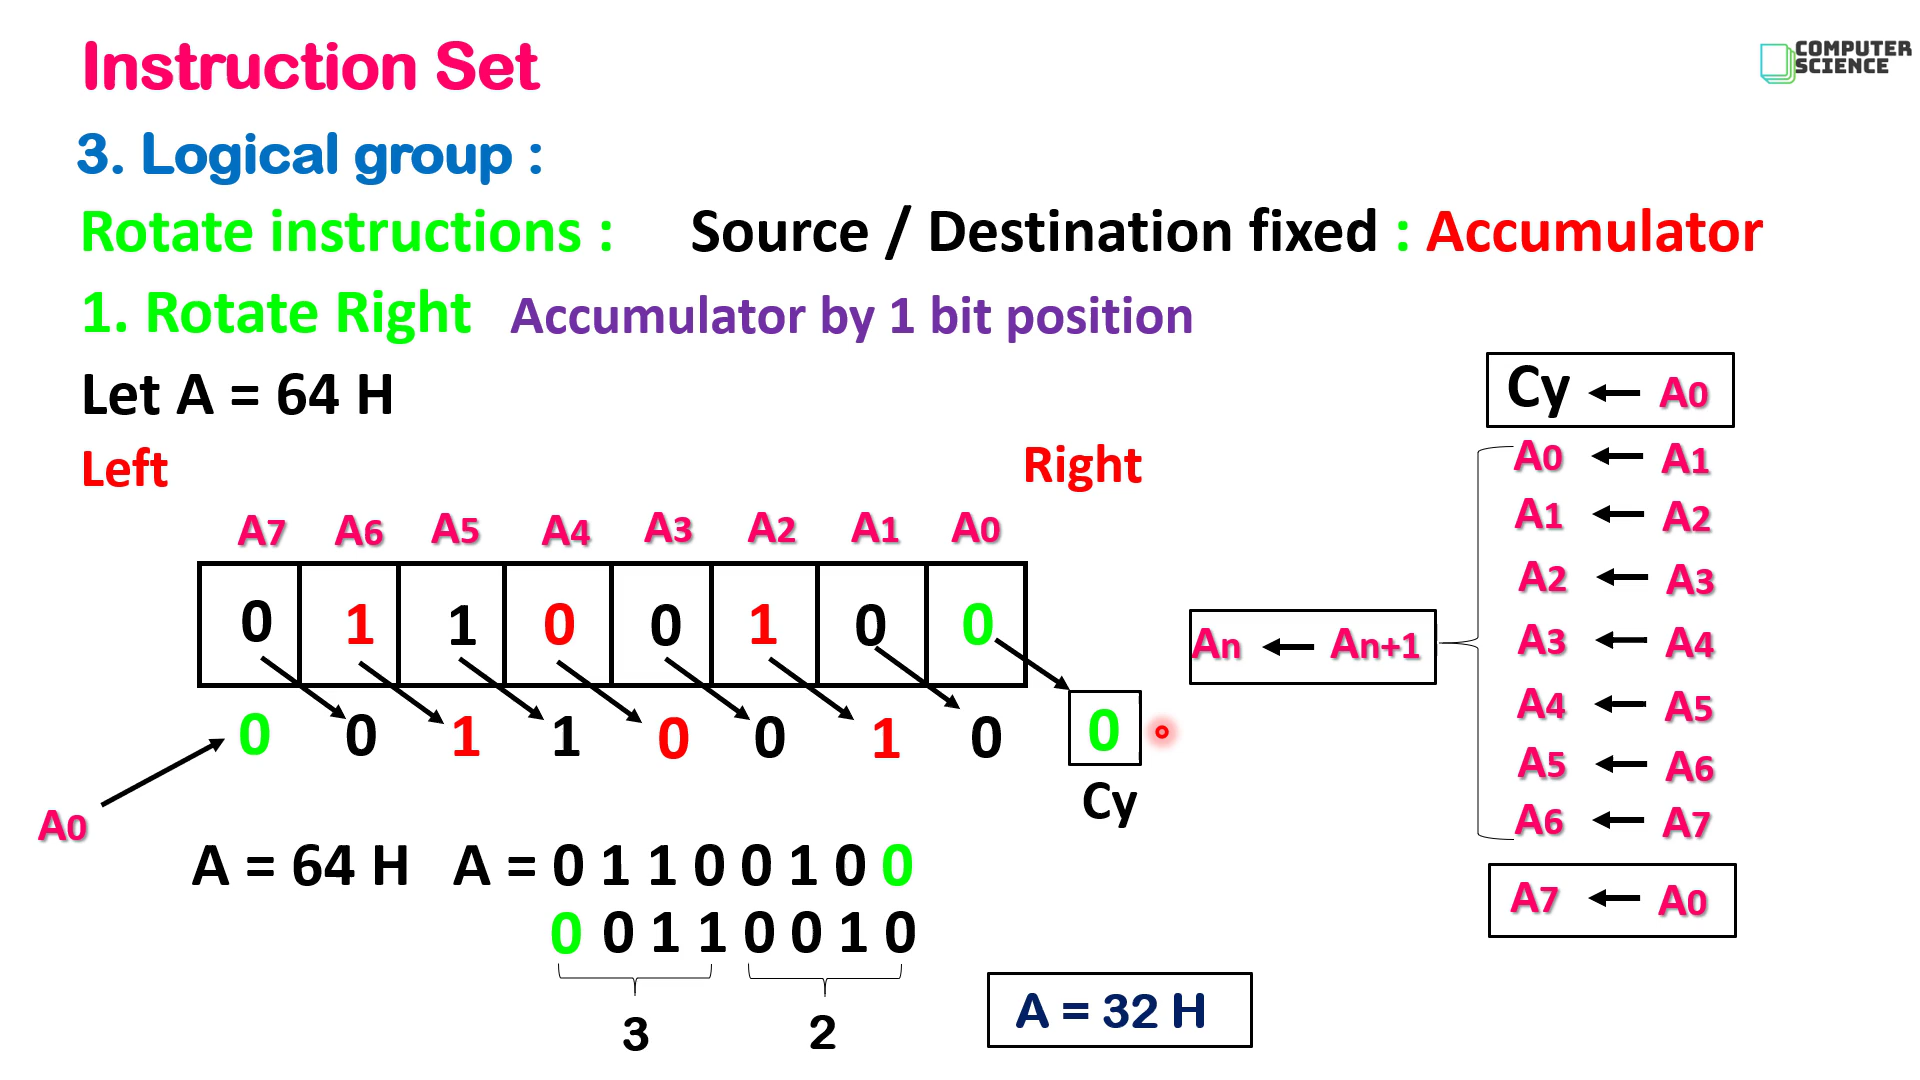 Instruction Set
COMPUTER
SCIENCE
3. Logical group :
Rotate instructions : Source / Destination fixed : Accumulator
1. Rotate Right Accumulator by 1 bit position
Let A = 64 H
Left
Right
A7 A6 A5 A4 A3 A2 A1 A0
0 1 1 0 0 1 0 0
0 0 1 1 0 0 1 0 0
Cy
A0
A = 64 H A = 0 1 1 0 0 1 0 0
0 0 1 1 0 0 1 0
3 2
A = 32 H
An ← An+1
Cy ← A0
A0 ← A1
A1 ← A2
A2 ← A3
A3 ← A4
A4 ← A5
A5 ← A6
A6 ← A7
A7 ← A0